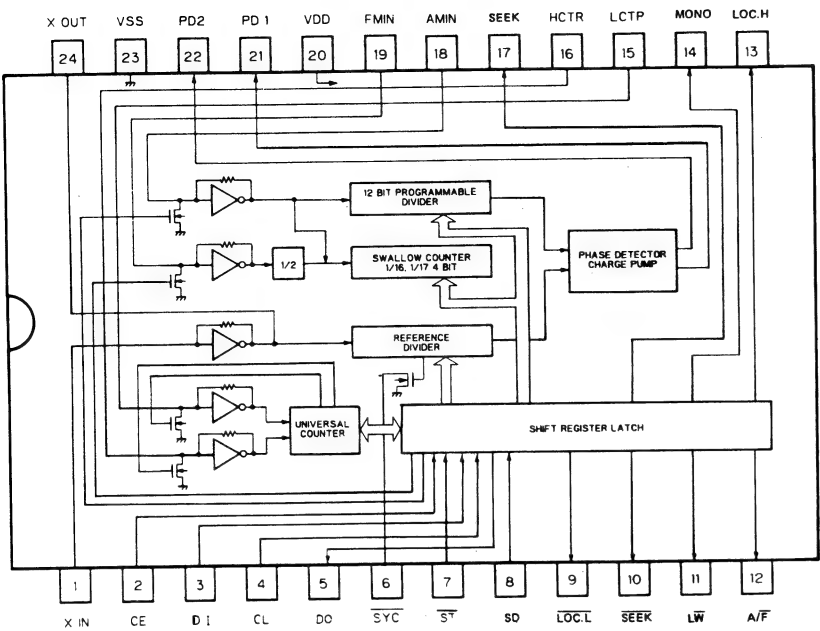 X OUT VSS PD2 PD 1 VDD FMIN AMIN SEEK HCTR LCTP MONO LOC.H
24 23 22 21 20 19 18 17 16 15 14 13
12 BIT PROGRAMMABLE
DIVIDER
SWALLOW COUNTER
1/16, 1/17 4 BIT
1/2
PHASE DETECTOR
CHARGE PUMP
REFERENCE
DIVIDER
UNIVERSAL
COUNTER
SHIFT REGISTER LATCH
1 2 3 4 5 6 7 8 9 10 11 12
X IN CE D I CL DO SYC ST SD LOC.L SEEK LW A/F